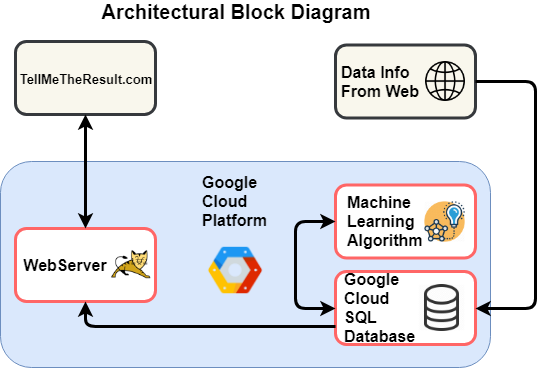 Architectural Block Diagram
TellMeTheResult.com
Data Info
From Web
Google
Cloud
Platform
Machine
Learning
Algorithm
WebServer
Google
Cloud
SQL
Database